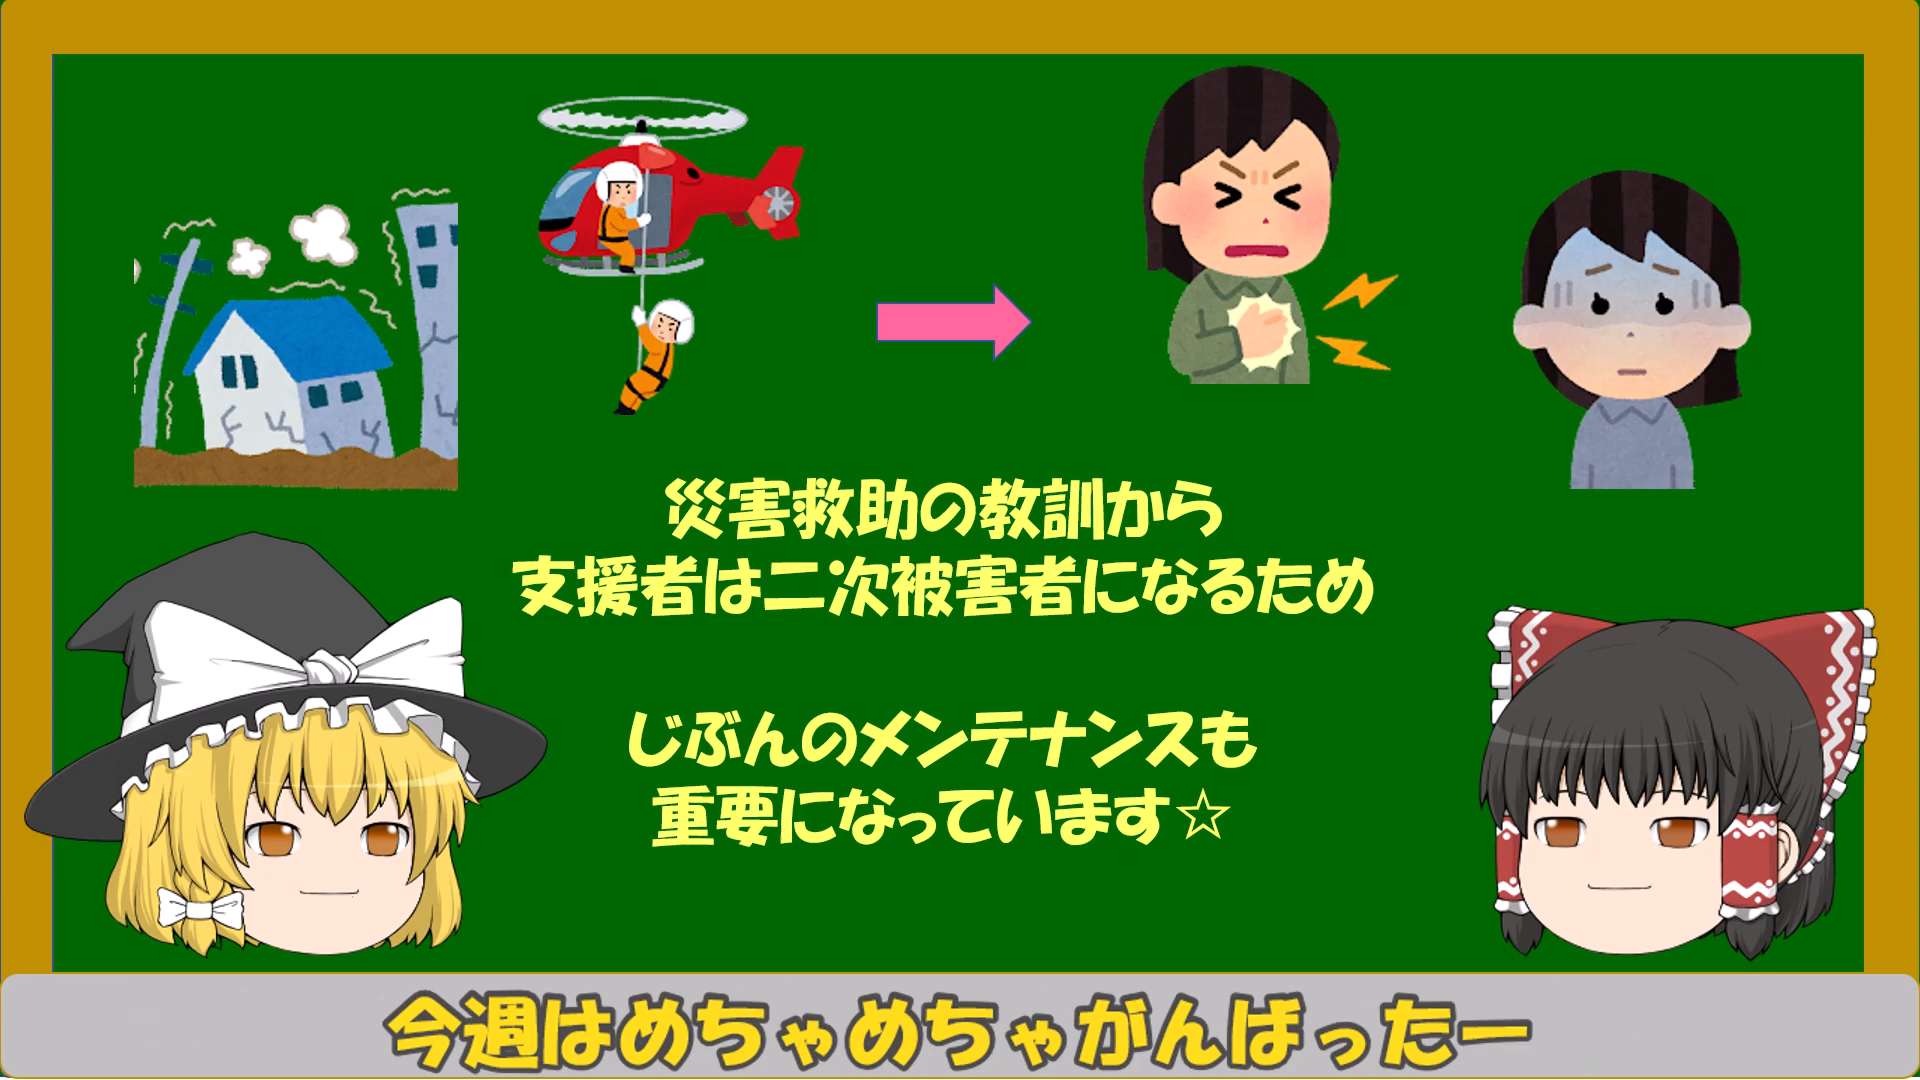 災害救助の教訓から
支援者は二次被害者になるため
じぶんのメンテナンスも
重要になっています☆
今週はめちゃめちゃがんばったー